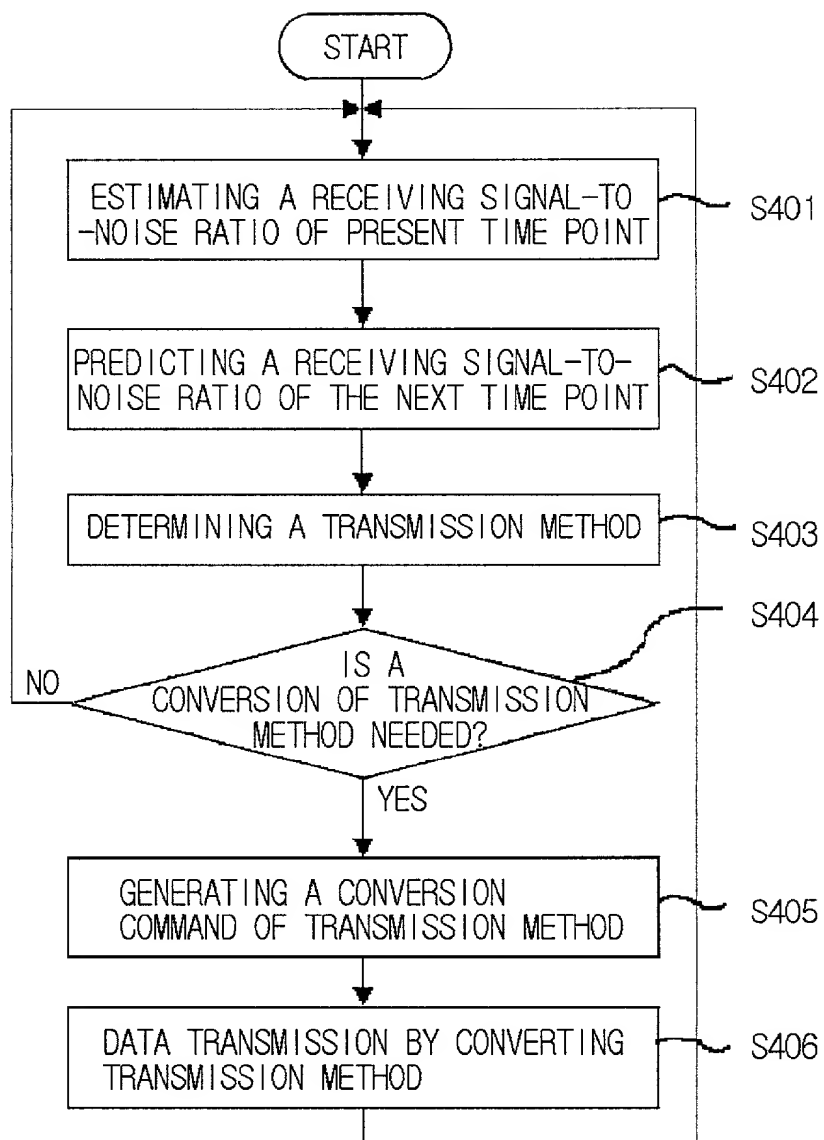 START
ESTIMATING A RECEIVING SIGNAL-TO
-NOISE RATIO OF PRESENT TIME POINT
S401
PREDICTING A RECEIVING SIGNAL-TO-
NOISE RATIO OF THE NEXT TIME POINT
S402
DETERMINING A TRANSMISSION METHOD
S403
S404
IS A
CONVERSION OF TRANSMISSION
METHOD NEEDED?
NO
YES
GENERATING A CONVERSION
COMMAND OF TRANSMISSION METHOD
S405
DATA TRANSMISSION BY CONVERTING
TRANSMISSION METHOD
S406